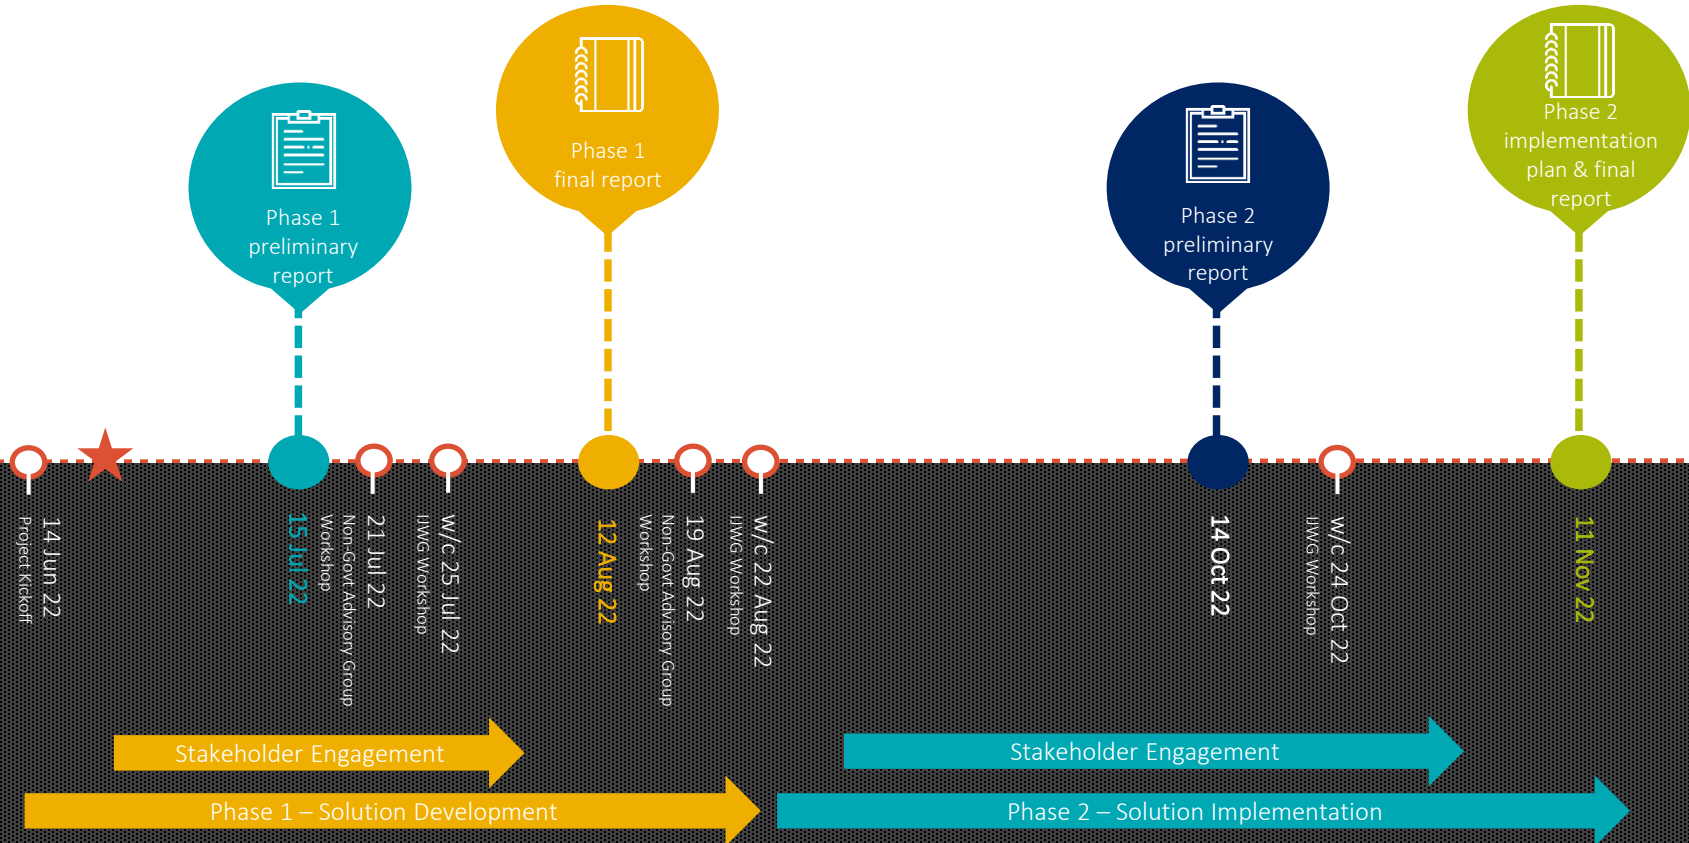 Phase 1
preliminary
report
Phase 1
final report
Phase 2
preliminary
report
Phase 2
implementation
plan & final
report
14 Jun 22
Project Kickoff
15 Jul 22
21 Jul 22
Non-Govt Advisory Group
Workshop
w/c 25 Jul 22
IJWG Workshop
12 Aug 22
19 Aug 22
Non-Govt Advisory Group
Workshop
w/c 22 Aug 22
IJWG Workshop
14 Oct 22
w/c 24 Oct 22
IJWG Workshop
11 Nov 22
Stakeholder Engagement
Stakeholder Engagement
Phase 1 – Solution Development
Phase 2 – Solution Implementation